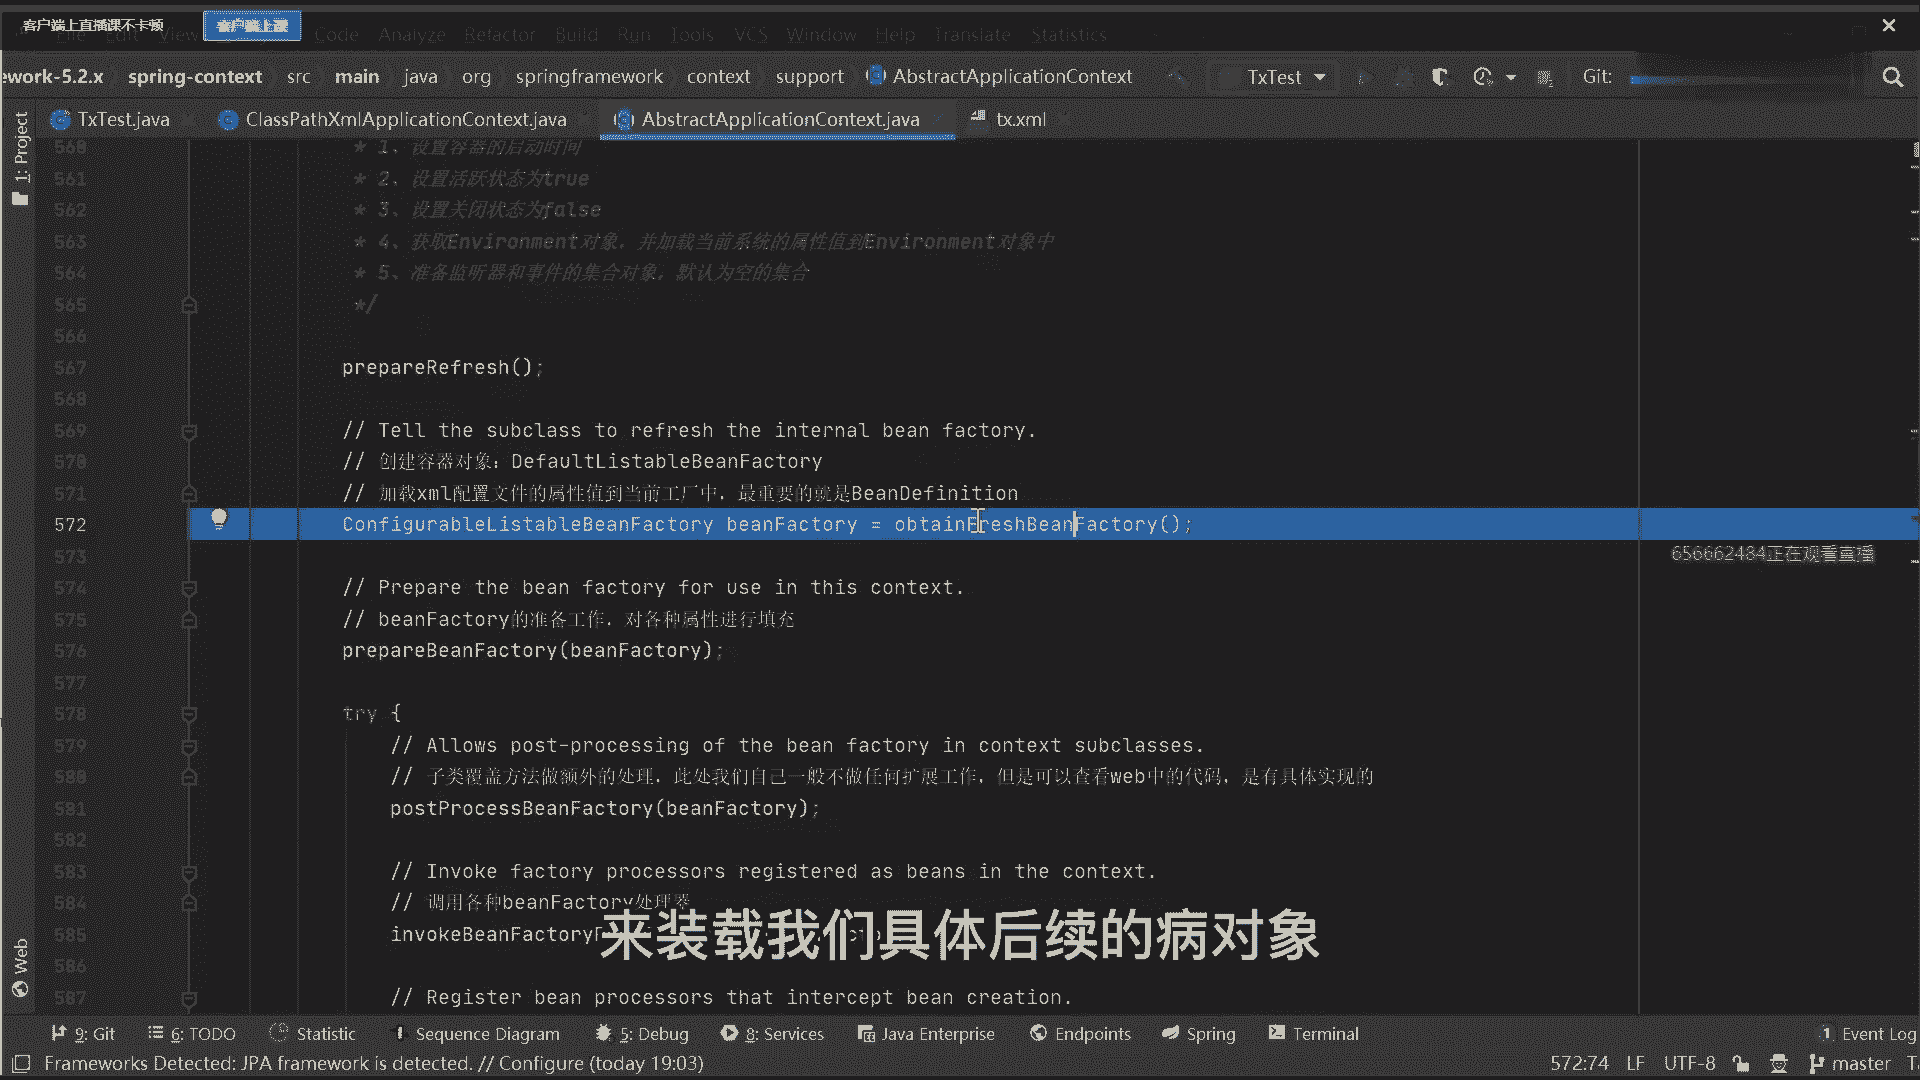 客户端上直播课不卡顿 客户端上课
File Edit View Code Analyze Refactor Build Run Tools VCS Window Help Translate Statistics
ework-5.2.x spring-context src main java org springframework context support AbstractApplicationContext TxTest Git:
TxTest.java ClassPathXmlApplicationContext.java AbstractApplicationContext.java tx.xml
1: Project
560 * 1、设置容器的启动时间
561 * 2、设置活跃状态为true
562 * 3、设置关闭状态为false
563 * 4、获取Environment对象，并加载当前系统的属性值到Environment对象中
564 * 5、准备监听器和事件的集合对象，默认为空的集合
565 */
566
567 prepareRefresh();
568
569 // Tell the subclass to refresh the internal bean factory.
570 // 创建容器对象：DefaultListableBeanFactory
571 // 加载xml配置文件的属性值到当前工厂中，最重要的就是BeanDefinition
572 ConfigurableListableBeanFactory beanFactory = obtainFreshBeanFactory();
573
656662484正在观看直播
574 // Prepare the bean factory for use in this context.
575 // beanFactory的准备工作，对各种属性进行填充
576 prepareBeanFactory(beanFactory);
577
578 try {
579 // Allows post-processing of the bean factory in context subclasses.
580 // 子类覆盖方法做额外的处理，此处我们自己一般不做任何扩展工作，但是可以查看web中的代码，是有具体实现的
581 postProcessBeanFactory(beanFactory);
582
583 // Invoke factory processors registered as beans in the context.
584 // 调用各种beanFactory处理器
585 invokeBeanFactoryP
来装载我们具体后续的病对象
586
587 // Register bean processors that intercept bean creation.
Web
9: Git 6: TODO Statistic Sequence Diagram 5: Debug 8: Services Java Enterprise Endpoints Spring Terminal 1 Event Log
Frameworks Detected: JPA framework is detected. // Configure (today 19:03) 572:74 LF UTF-8 master